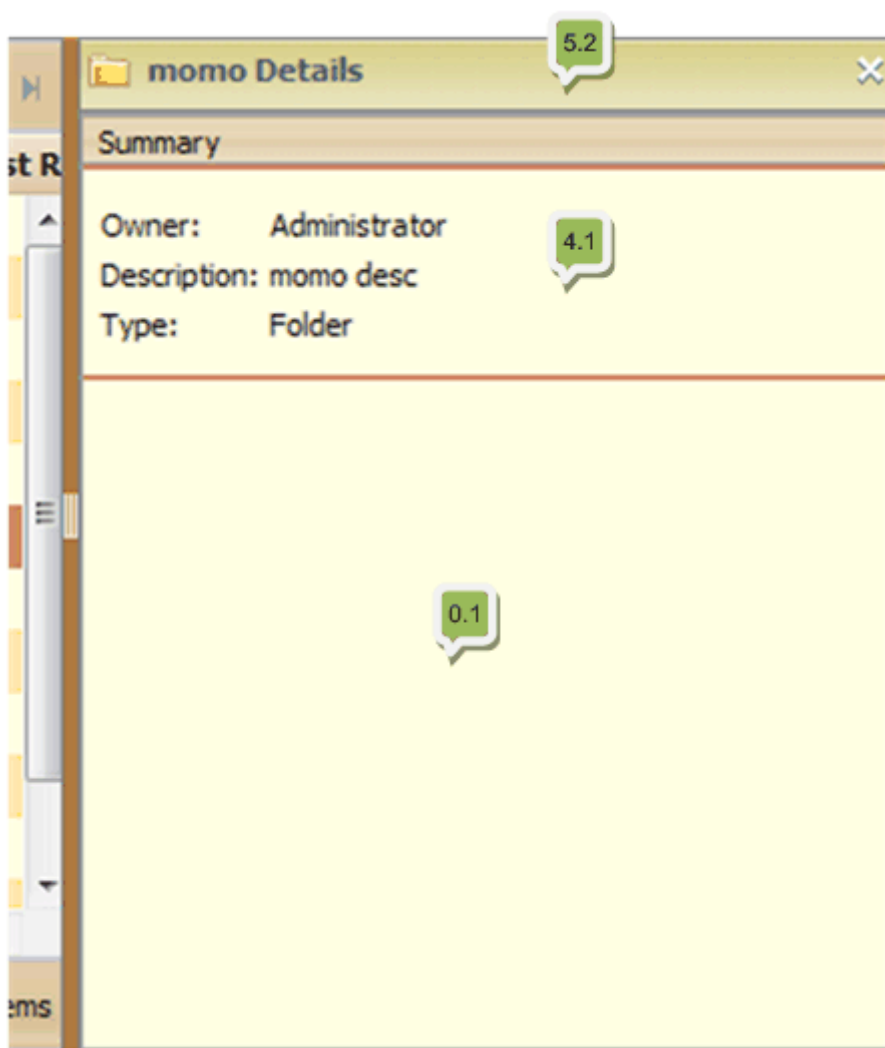 5.2
momo Details
Summary
st R
Owner: Administrator
4.1
Description: momo desc
Type: Folder
0.1
ems